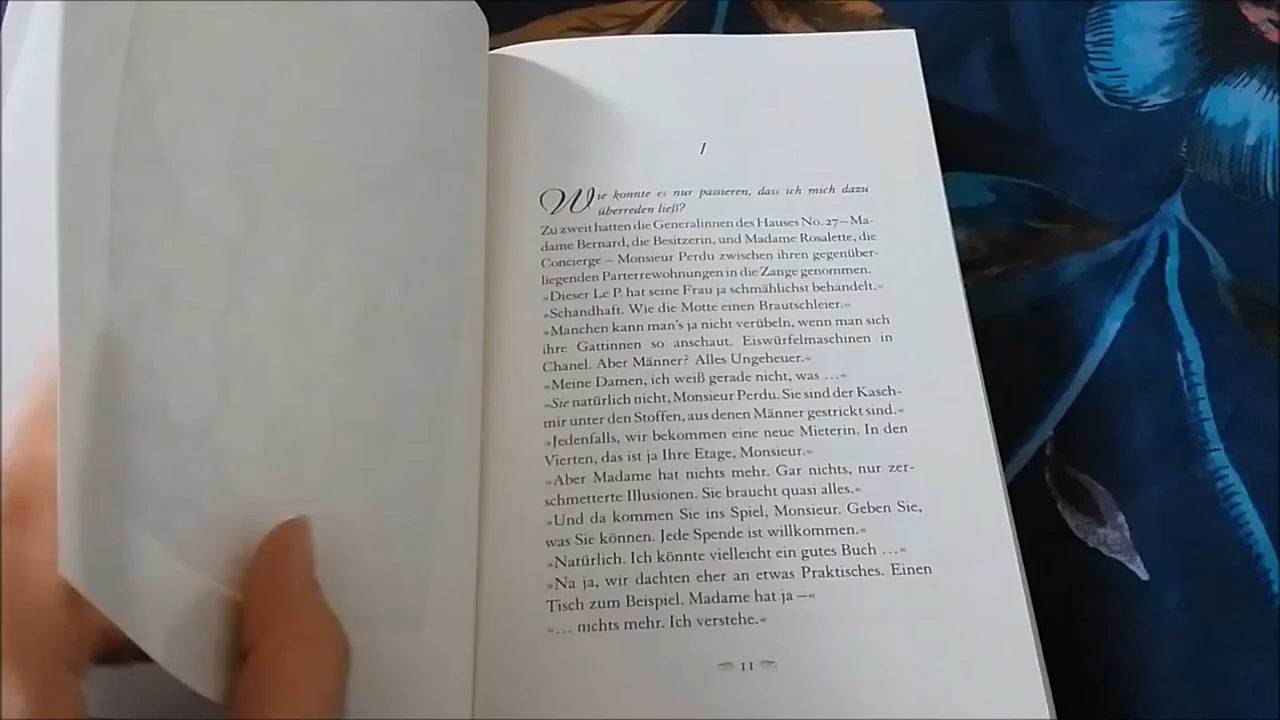 1
Wie konnte es nur passieren, dass ich mich dazu
überreden ließ?
Zu zweit hatten die Generalinnen des Hauses No. 27 – Ma-
dame Bernard, die Besitzerin, und Madame Rosalette, die
Concierge – Monsieur Perdu zwischen ihren gegenüber-
liegenden Parterrewohnungen in die Zange genommen.
»Dieser Le P. hat seine Frau ja schmählichst behandelt.«
»Schandhaft. Wie die Motte einen Brautschleier.«
»Manchen kann man's ja nicht verübeln, wenn man sich
ihre Gattinnen so anschaut. Eiswürfelmaschinen in
Chanel. Aber Männer? Alles Ungeheuer.«
»Meine Damen, ich weiß gerade nicht, was …«
»Sie natürlich nicht, Monsieur Perdu. Sie sind der Kasch-
mir unter den Stoffen, aus denen Männer gestrickt sind.«
»Jedenfalls, wir bekommen eine neue Mieterin. In den
Vierten, das ist ja Ihre Etage, Monsieur.«
»Aber Madame hat nichts mehr. Gar nichts, nur zer-
schmetterte Illusionen. Sie braucht quasi alles.«
»Und da kommen Sie ins Spiel, Monsieur. Geben Sie,
was Sie können. Jede Spende ist willkommen.«
»Natürlich. Ich könnte vielleicht ein gutes Buch …«
»Na ja, wir dachten eher an etwas Praktisches. Einen
Tisch zum Beispiel. Madame hat ja –«
»… nichts mehr. Ich verstehe.«
11